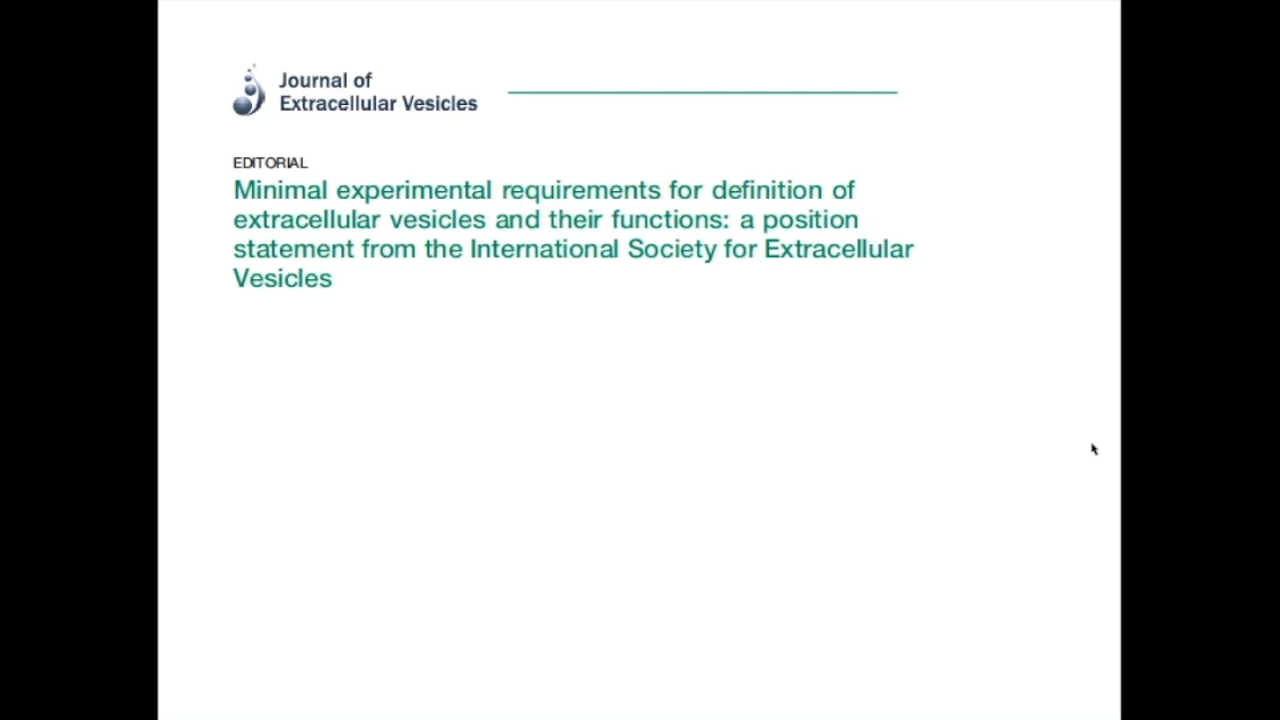 Journal of
Extracellular Vesicles
EDITORIAL
Minimal experimental requirements for definition of
extracellular vesicles and their functions: a position
statement from the International Society for Extracellular
Vesicles